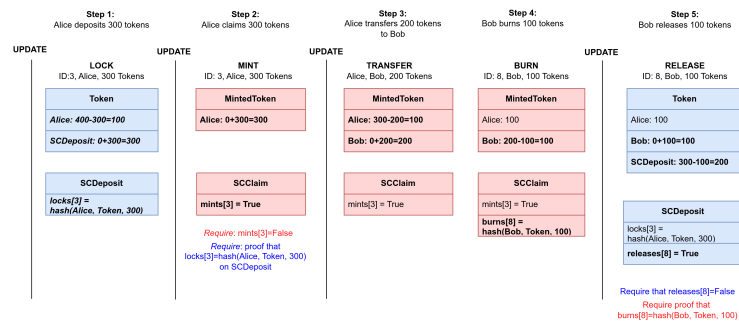 Step 1:
Alice deposits 300 tokens
Step 2:
Alice claims 300 tokens
Step 3:
Alice transfers 200 tokens
to Bob
Step 4:
Bob burns 100 tokens
Step 5:
Bob releases 100 tokens
UPDATE
UPDATE
UPDATE
UPDATE
LOCK
ID:3, Alice, 300 Tokens
Token
Alice: 400-300=100
SCDeposit: 0+300=300
SCDeposit
locks[3] =
hash(Alice, Token, 300)
MINT
ID: 3, Alice, 300 Tokens
MintedToken
Alice: 0+300=300
SCClaim
mints[3] = True
Require: mints[3]=False
Require: proof that
locks[3]=hash(Alice, Token, 300)
on SCDeposit
TRANSFER
Alice, Bob, 200 Tokens
MintedToken
Alice: 300-200=100
Bob: 0+200=200
SCClaim
mints[3] = True
BURN
ID: 8, Bob, 100 Tokens
MintedToken
Alice: 100
Bob: 200-100=100
SCClaim
mints[3] = True
burns[8] =
hash(Bob, Token, 100)
RELEASE
ID: 8, Bob, 100 Tokens
Token
Alice: 100
Bob: 0+100=100
SCDeposit: 300-100=200
SCDeposit
locks[3] =
hash(Alice, Token, 300)
releases[8] = True
Require that releases[8]=False
Require proof that
burns[8]=hash(Bob, Token, 100)